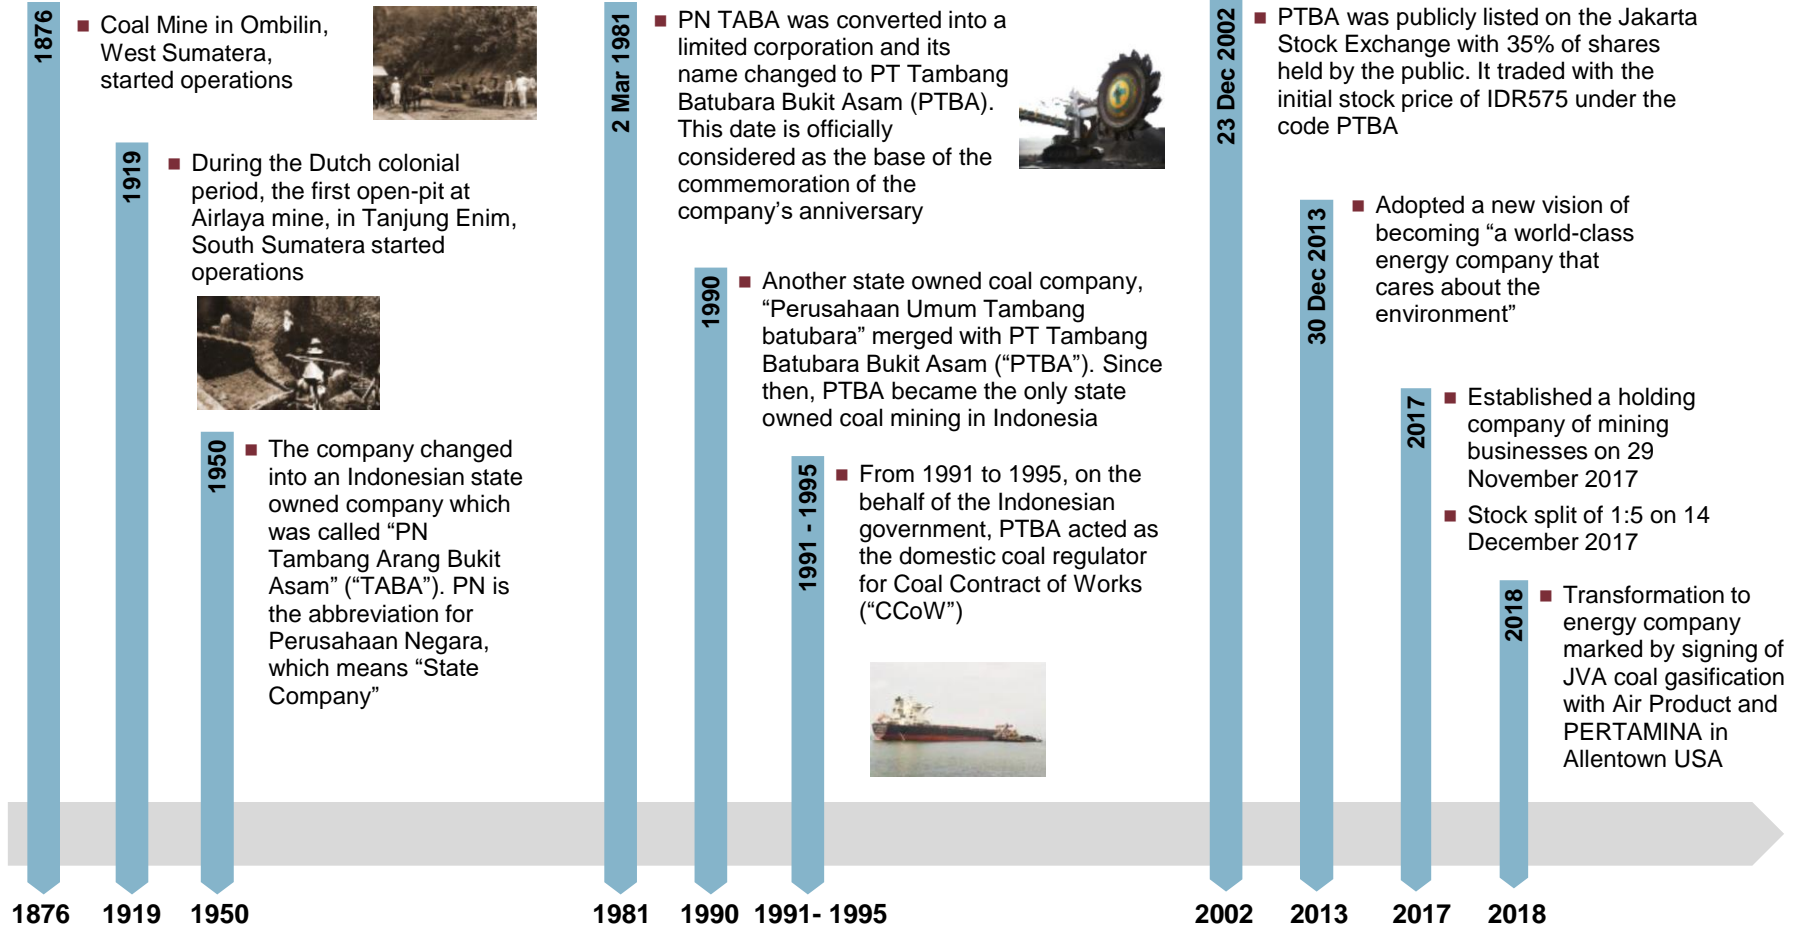 1876
Coal Mine in Ombilin,
West Sumatera,
started operations
1919
During the Dutch colonial
period, the first open-pit at
Airlaya mine, in Tanjung Enim,
South Sumatera started
operations
1950
The company changed
into an Indonesian state
owned company which
was called “PN
Tambang Arang Bukit
Asam” (“TABA”). PN is
the abbreviation for
Perusahaan Negara,
which means “State
Company”
2 Mar 1981
PN TABA was converted into a
limited corporation and its
name changed to PT Tambang
Batubara Bukit Asam (PTBA).
This date is officially
considered as the base of the
commemoration of the
company’s anniversary
1990
Another state owned coal company,
“Perusahaan Umum Tambang
batubara” merged with PT Tambang
Batubara Bukit Asam (“PTBA”). Since
then, PTBA became the only state
owned coal mining in Indonesia
1991 - 1995
From 1991 to 1995, on the
behalf of the Indonesian
government, PTBA acted as
the domestic coal regulator
for Coal Contract of Works
(“CCoW”)
23 Dec 2002
PTBA was publicly listed on the Jakarta
Stock Exchange with 35% of shares
held by the public. It traded with the
initial stock price of IDR575 under the
code PTBA
30 Dec 2013
Adopted a new vision of
becoming “a world-class
energy company that
cares about the
environment”
2017
Established a holding
company of mining
businesses on 29
November 2017
Stock split of 1:5 on 14
December 2017
2018
Transformation to
energy company
marked by signing of
JVA coal gasification
with Air Product and
PERTAMINA in
Allentown USA
1876 1919 1950 1981 1990 1991- 1995 2002 2013 2017 2018